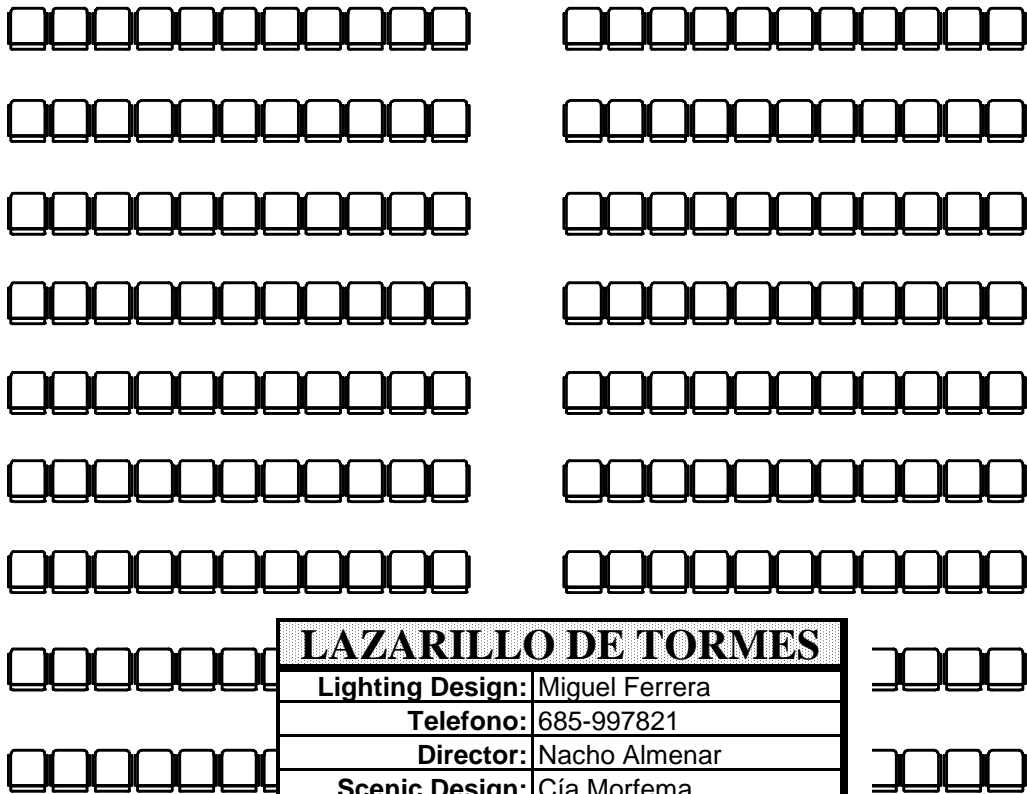 LAZARILLO DE TORMES
Lighting Design: Miguel Ferrera
Telefono: 685-997821
Director: Nacho Almenar
Scenic Design: Cía Morfema